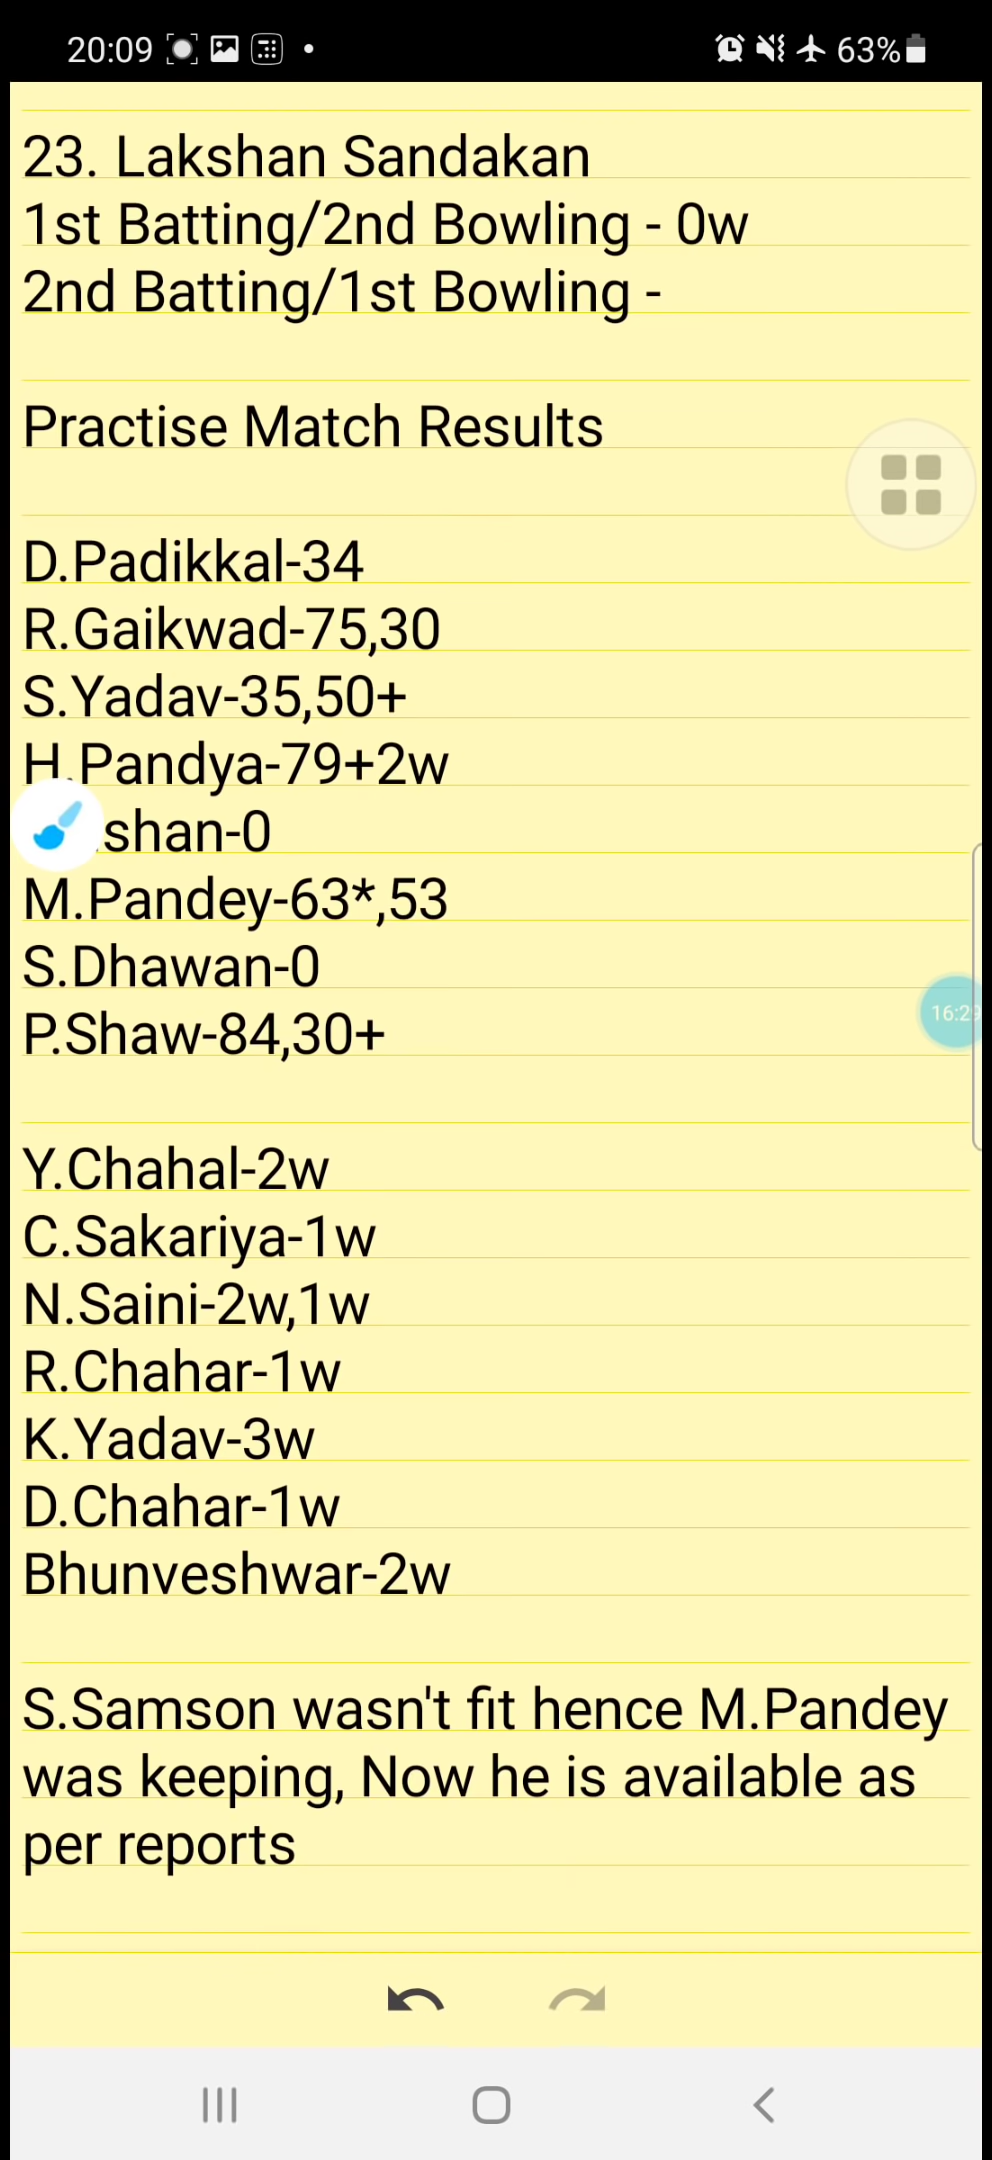 20:09
63%
23. Lakshan Sandakan
1st Batting/2nd Bowling - 0w
2nd Batting/1st Bowling -
Practise Match Results
D.Padikkal-34
R.Gaikwad-75,30
S.Yadav-35,50+
H.Pandya-79+2w
shan-0
M.Pandey-63*,53
S.Dhawan-0
P.Shaw-84,30+
16:29
Y.Chahal-2w
C.Sakariya-1w
N.Saini-2w,1w
R.Chahar-1w
K.Yadav-3w
D.Chahar-1w
Bhunveshwar-2w
S.Samson wasn't fit hence M.Pandey
was keeping, Now he is available as
per reports